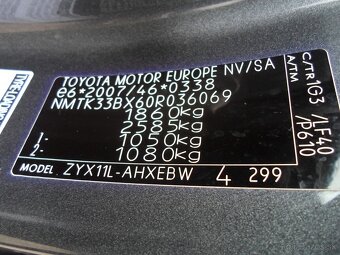 TOYOTA MOTOR EUROPE NV/SA
e6*2007/46*0338
NMTK33BX60R036069
1860kg
2585kg
1: 1050kg
2: 1080kg
MODEL ZYX11L-AHXEBW 4 299
C/TR 1G3 /LF40
A/TM /P610